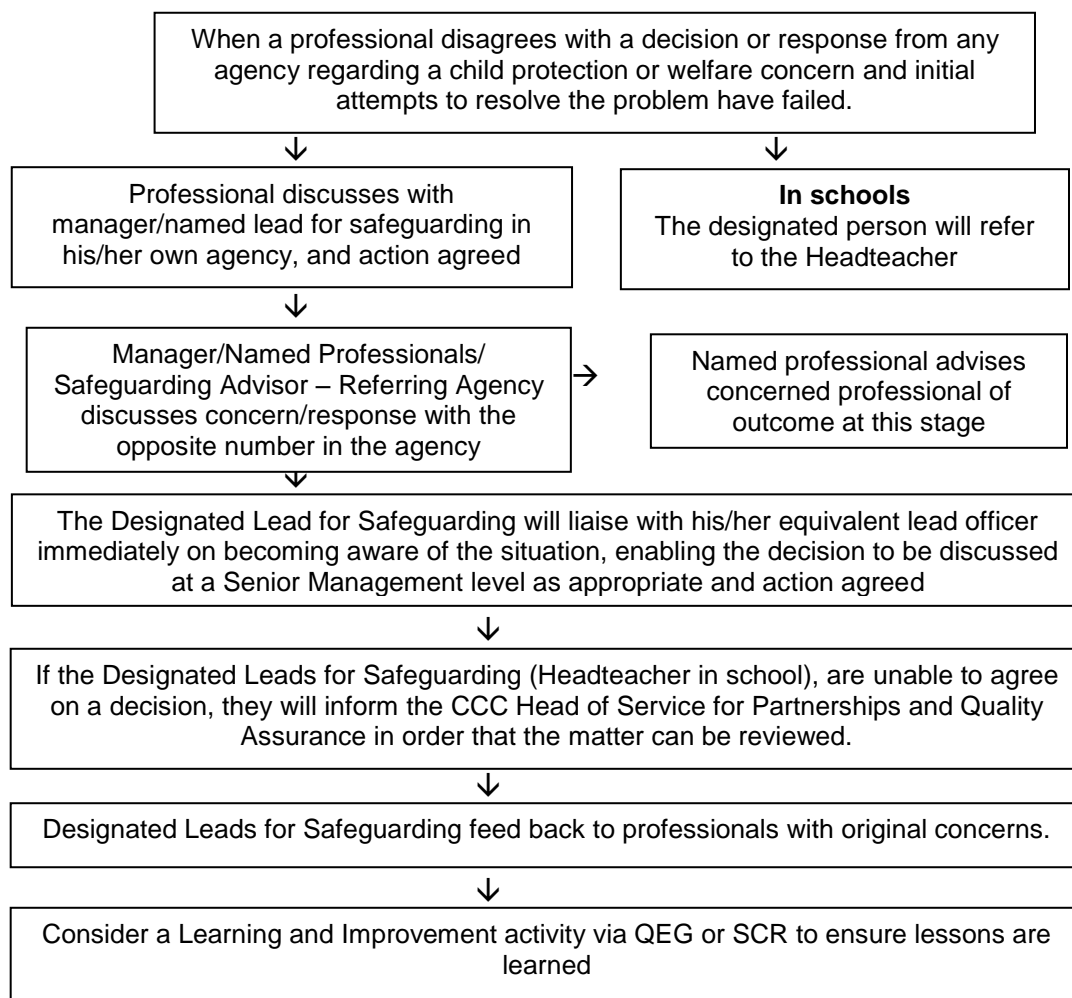 When a professional disagrees with a decision or response from any
agency regarding a child protection or welfare concern and initial
attempts to resolve the problem have failed.
↓
↓
Professional discusses with
manager/named lead for safeguarding in
his/her own agency, and action agreed
In schools
The designated person will refer
to the Headteacher
↓
Manager/Named Professionals/
Safeguarding Advisor – Referring Agency
discusses concern/response with the
opposite number in the agency
→
Named professional advises
concerned professional of
outcome at this stage
↓
The Designated Lead for Safeguarding will liaise with his/her equivalent lead officer
immediately on becoming aware of the situation, enabling the decision to be discussed
at a Senior Management level as appropriate and action agreed
↓
If the Designated Leads for Safeguarding (Headteacher in school), are unable to agree
on a decision, they will inform the CCC Head of Service for Partnerships and Quality
Assurance in order that the matter can be reviewed.
↓
Designated Leads for Safeguarding feed back to professionals with original concerns.
↓
Consider a Learning and Improvement activity via QEG or SCR to ensure lessons are
learned